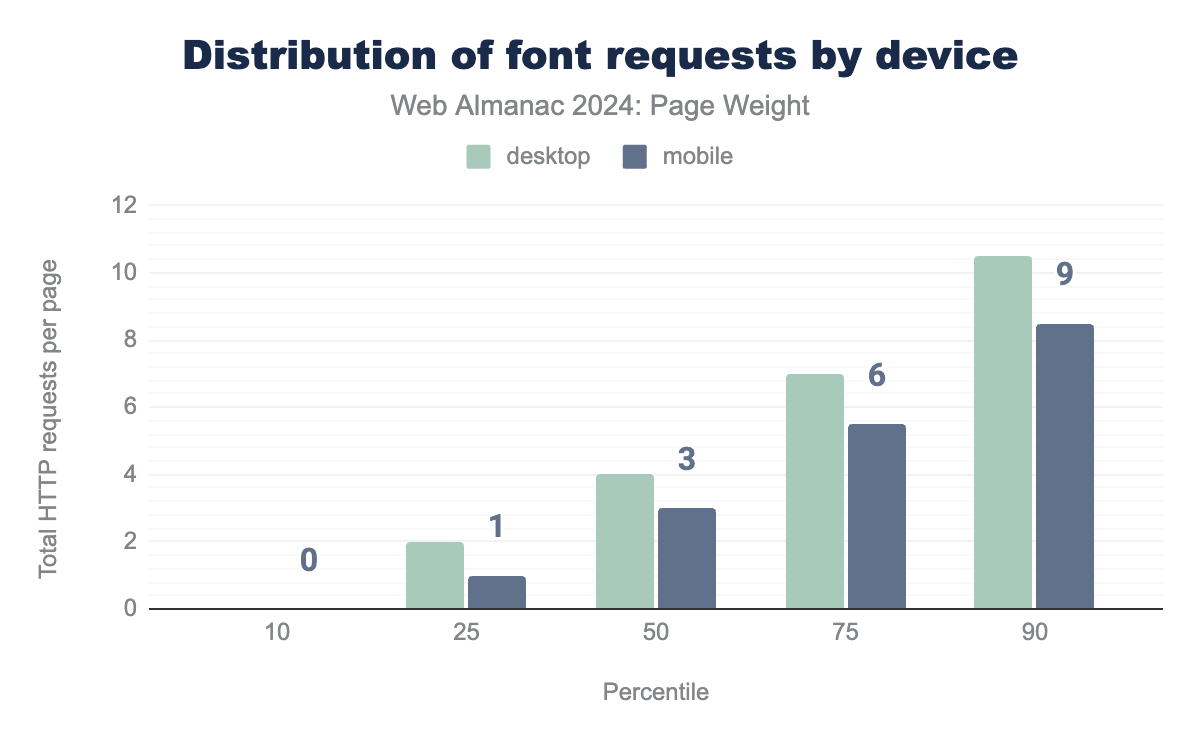 Distribution of font requests by device
Web Almanac 2024: Page Weight
desktop mobile
Total HTTP requests per page
12
10
8
6
4
2
0
0
1
3
6
9
10 25 50 75 90
Percentile